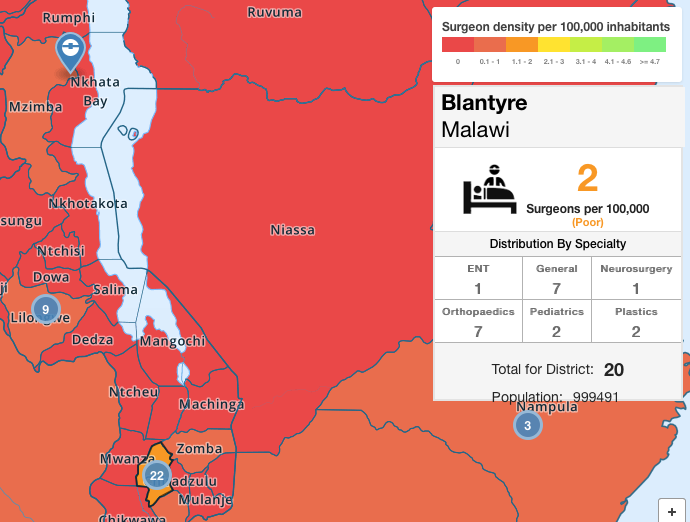 Rumphi
Ruvuma
Surgeon density per 100,000 inhabitants
0
0.1 - 1
1.1 - 2
2.1 - 3
3.1 - 4
4.1 - 4.6
>= 4.7
Nkhata
Bay
Mzimba
Blantyre
Malawi
2
Surgeons per 100,000
(Poor)
Distribution By Specialty
ENT
1
General
7
Neurosurgery
1
Orthopaedics
7
Pediatrics
2
Plastics
2
Total for District: 20
Population: 999491
Nkhotakota
sungu
Niassa
Ntchisi
Dowa
ji
Salima
9
Lilongwe
Dedza
Mangochi
Ntcheu
Machinga
Nampula
3
Zomba
Mwanza
22
adzulu
Mulanje
Chikwawa
+